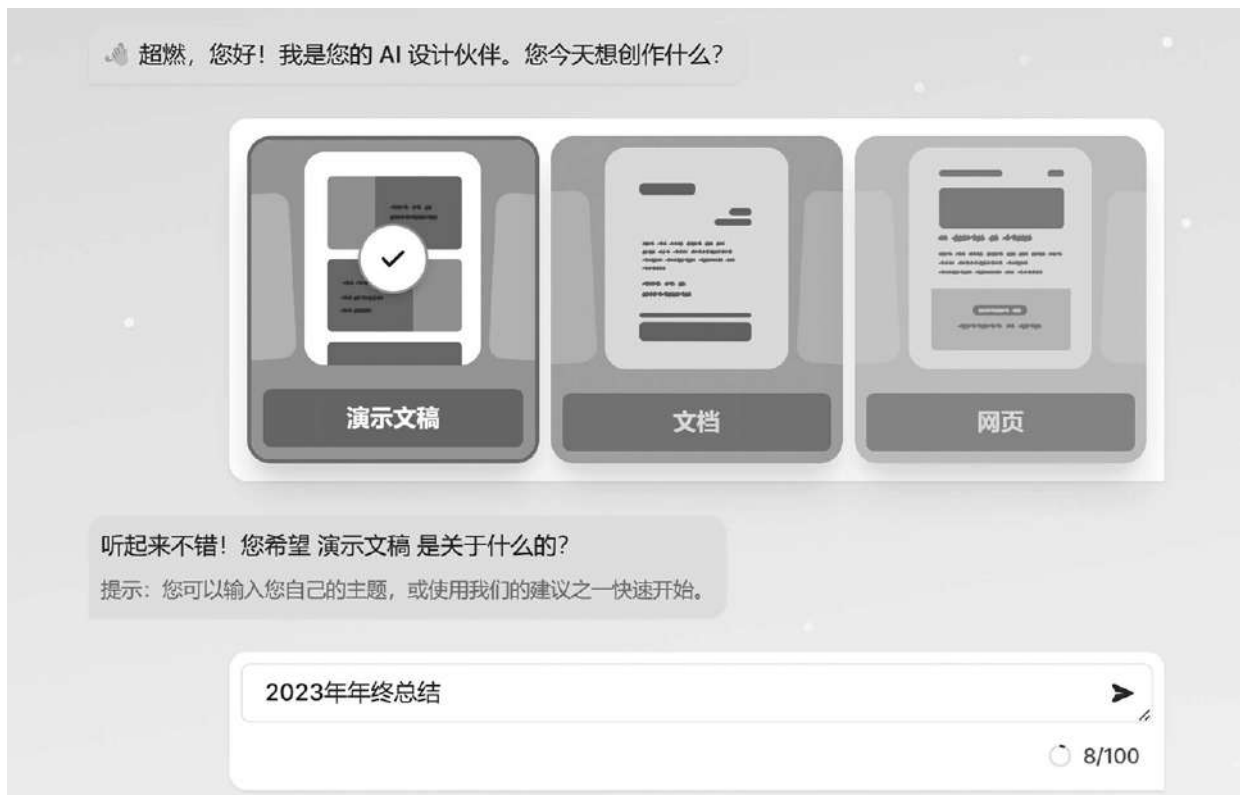 超燃，您好！我是您的 AI 设计伙伴。您今天想创作什么？
演示文稿
文档
网页
听起来不错！您希望 演示文稿 是关于什么的？
提示：您可以输入您自己的主题，或使用我们的建议之一快速开始。
2023年年终总结
8/100